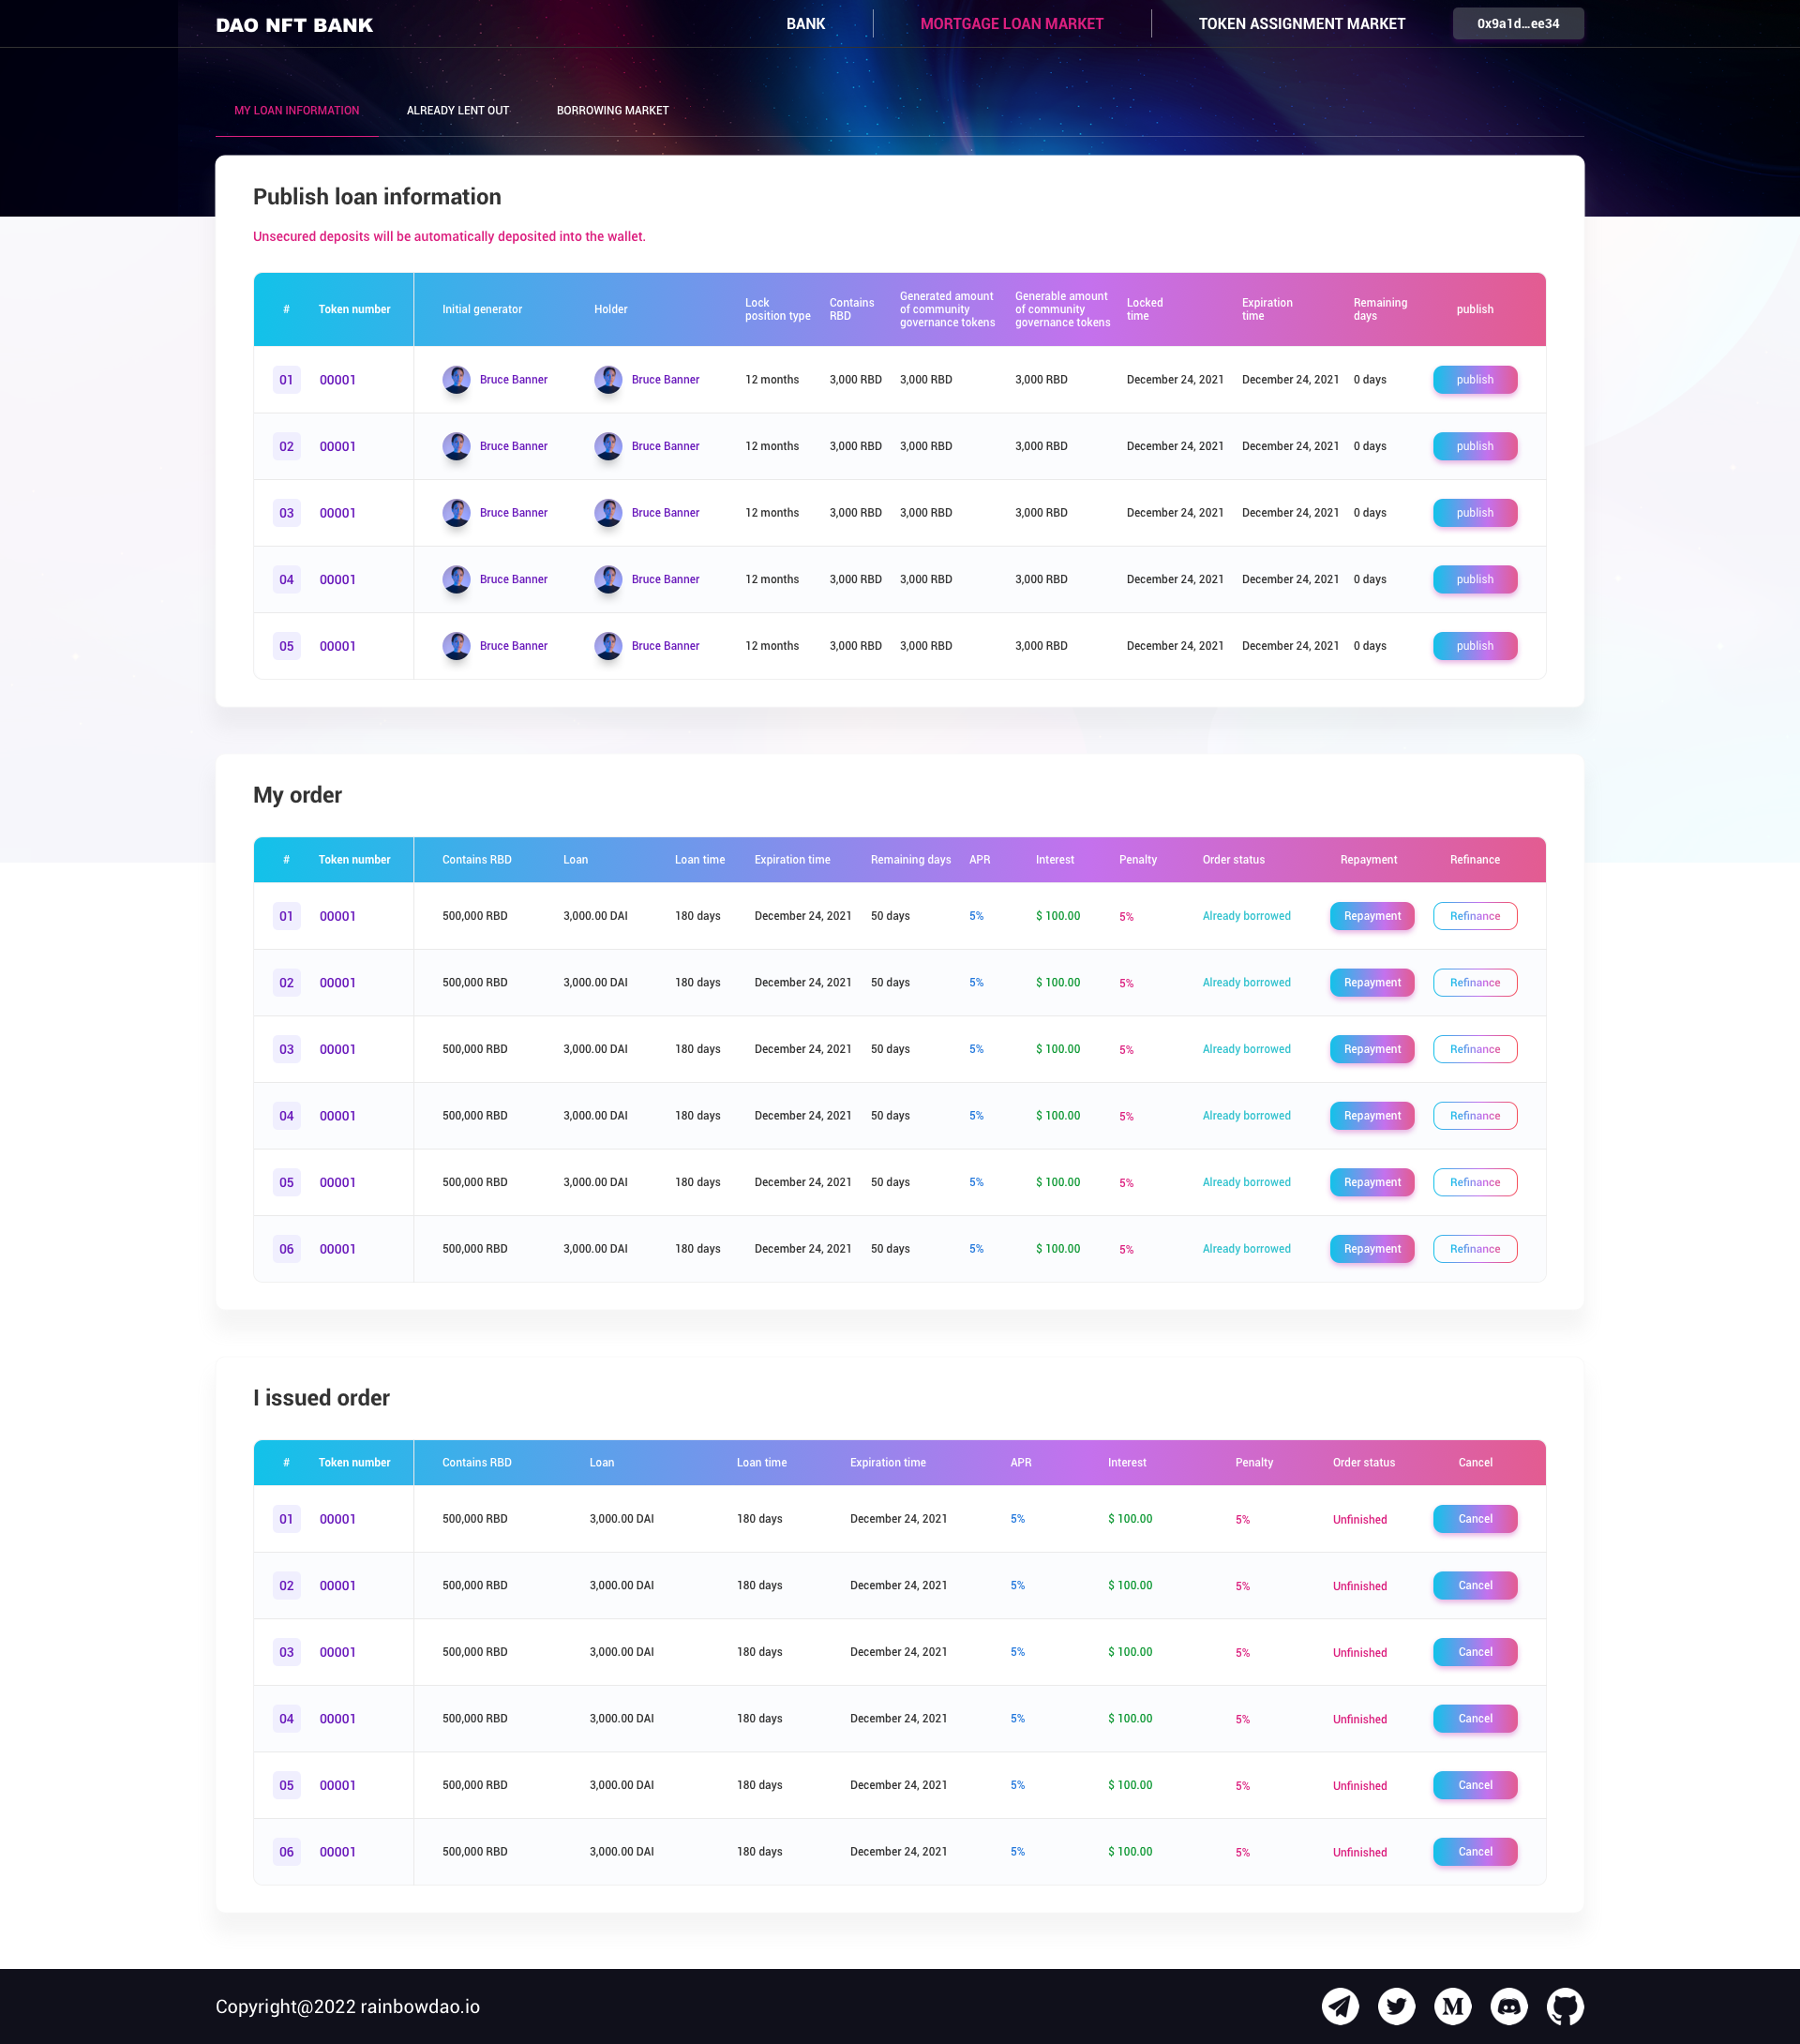 DAO NFT BANK BANK MORTGAGE LOAN MARKET TOKEN ASSIGNMENT MARKET 0x9a1d...ee34
MY LOAN INFORMATION ALREADY LENT OUT BORROWING MARKET
Publish loan information
Unsecured deposits will be automatically deposited into the wallet.
# Token number Initial generator Holder Lock position type Contains RBD Generated amount of community governance tokens Generable amount of community governance tokens Locked time Expiration time Remaining days publish
01 00001 Bruce Banner Bruce Banner 12 months 3,000 RBD 3,000 RBD 3,000 RBD December 24, 2021 December 24, 2021 0 days publish
02 00001 Bruce Banner Bruce Banner 12 months 3,000 RBD 3,000 RBD 3,000 RBD December 24, 2021 December 24, 2021 0 days publish
03 00001 Bruce Banner Bruce Banner 12 months 3,000 RBD 3,000 RBD 3,000 RBD December 24, 2021 December 24, 2021 0 days publish
04 00001 Bruce Banner Bruce Banner 12 months 3,000 RBD 3,000 RBD 3,000 RBD December 24, 2021 December 24, 2021 0 days publish
05 00001 Bruce Banner Bruce Banner 12 months 3,000 RBD 3,000 RBD 3,000 RBD December 24, 2021 December 24, 2021 0 days publish
My order
# Token number Contains RBD Loan Loan time Expiration time Remaining days APR Interest Penalty Order status Repayment Refinance
01 00001 500,000 RBD 3,000.00 DAI 180 days December 24, 2021 50 days 5% $ 100.00 5% Already borrowed Repayment Refinance
02 00001 500,000 RBD 3,000.00 DAI 180 days December 24, 2021 50 days 5% $ 100.00 5% Already borrowed Repayment Refinance
03 00001 500,000 RBD 3,000.00 DAI 180 days December 24, 2021 50 days 5% $ 100.00 5% Already borrowed Repayment Refinance
04 00001 500,000 RBD 3,000.00 DAI 180 days December 24, 2021 50 days 5% $ 100.00 5% Already borrowed Repayment Refinance
05 00001 500,000 RBD 3,000.00 DAI 180 days December 24, 2021 50 days 5% $ 100.00 5% Already borrowed Repayment Refinance
06 00001 500,000 RBD 3,000.00 DAI 180 days December 24, 2021 50 days 5% $ 100.00 5% Already borrowed Repayment Refinance
I issued order
# Token number Contains RBD Loan Loan time Expiration time APR Interest Penalty Order status Cancel
01 00001 500,000 RBD 3,000.00 DAI 180 days December 24, 2021 5% $ 100.00 5% Unfinished Cancel
02 00001 500,000 RBD 3,000.00 DAI 180 days December 24, 2021 5% $ 100.00 5% Unfinished Cancel
03 00001 500,000 RBD 3,000.00 DAI 180 days December 24, 2021 5% $ 100.00 5% Unfinished Cancel
04 00001 500,000 RBD 3,000.00 DAI 180 days December 24, 2021 5% $ 100.00 5% Unfinished Cancel
05 00001 500,000 RBD 3,000.00 DAI 180 days December 24, 2021 5% $ 100.00 5% Unfinished Cancel
06 00001 500,000 RBD 3,000.00 DAI 180 days December 24, 2021 5% $ 100.00 5% Unfinished Cancel
Copyright@2022 rainbowdao.io